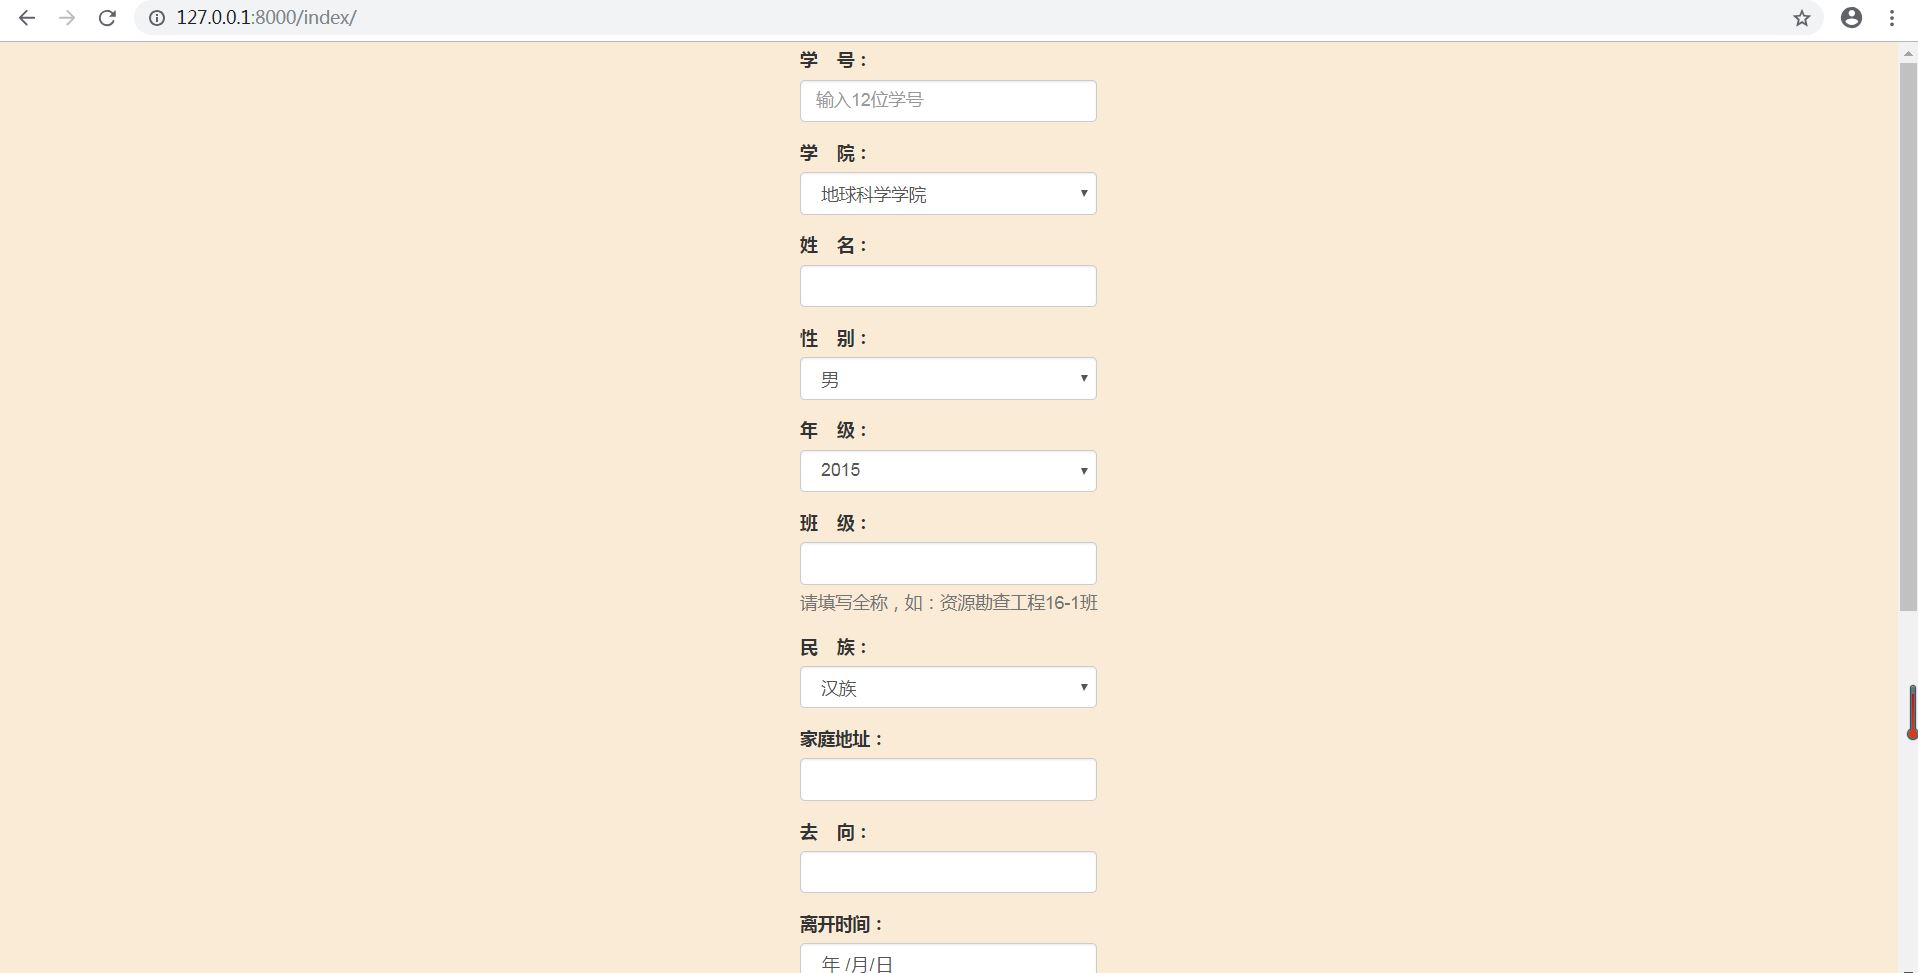 127.0.0.1:8000/index/
学 号：
输入12位学号
学 院：
地球科学学院
姓 名：
性 别：
男
年 级：
2015
班 级：
请填写全称，如：资源勘查工程16-1班
民 族：
汉族
家庭地址：
去 向：
离开时间：
年 /月/日